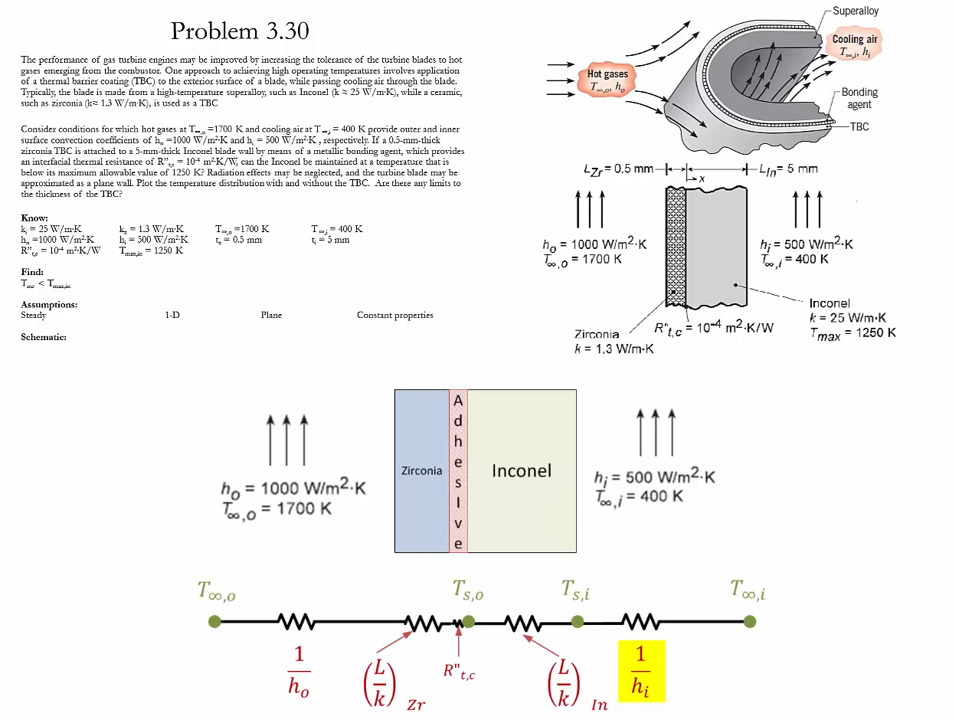 Problem 3.30
The performance of gas turbine engines may be improved by increasing the tolerance of the turbine blades to hot
gases emerging from the combustor. One approach to achieving high operating temperatures involves application
of a thermal barrier coating (TBC) to the exterior surface of a blade, while passing cooling air through the blade.
Typically, the blade is made from a high-temperature superalloy, such as Inconel (k ≈ 25 W/m·K), while a ceramic,
such as zirconia (k≈ 1.3 W/m·K), is used as a TBC
Consider conditions for which hot gases at T∞,o =1700 K and cooling air at T∞,i = 400 K provide outer and inner
surface convection coefficients of ho =1000 W/m²·K and hi = 500 W/m²·K , respectively. If a 0.5-mm-thick
zirconia TBC is attached to a 5-mm-thick Inconel blade wall by means of a metallic bonding agent, which provides
an interfacial thermal resistance of R"t,c = 10⁻⁴ m²·K/W, can the Inconel be maintained at a temperature that is
below its maximum allowable value of 1250 K? Radiation effects may be neglected, and the turbine blade may be
approximated as a plane wall. Plot the temperature distribution with and without the TBC. Are there any limits to
the thickness of the TBC?
Know:
ki = 25 W/m·K kz = 1.3 W/m·K T∞,o =1700 K T∞,i = 400 K
ho =1000 W/m²·K hi = 500 W/m²·K tz = 0.5 mm ti = 5 mm
R"t,c = 10⁻⁴ m²·K/W Tmax,in = 1250 K
Find:
< Tmax,in
Assumptions:
Steady 1-D Plane Constant properties
Schematic:
Superalloy
Cooling air
T∞,i, hi
Hot gases
T∞,o, ho
Bonding
agent
TBC
LZr = 0.5 mm
x
LIn = 5 mm
ho = 1000 W/m²·K
T∞,o = 1700 K
hi = 500 W/m²·K
T∞,i = 400 K
Zirconia
k = 1.3 W/m·K
R"t,c = 10⁻⁴ m²·K/W
Inconel
k = 25 W/m·K
Tmax = 1250 K
ho = 1000 W/m²·K
T∞,o = 1700 K
Zirconia
Adhesive
Inconel
hi = 500 W/m²·K
T∞,i = 400 K
T∞,o Ts,o Ts,i T∞,i
1/ho (L/k) Zr R"t,c (L/k) In 1/hi